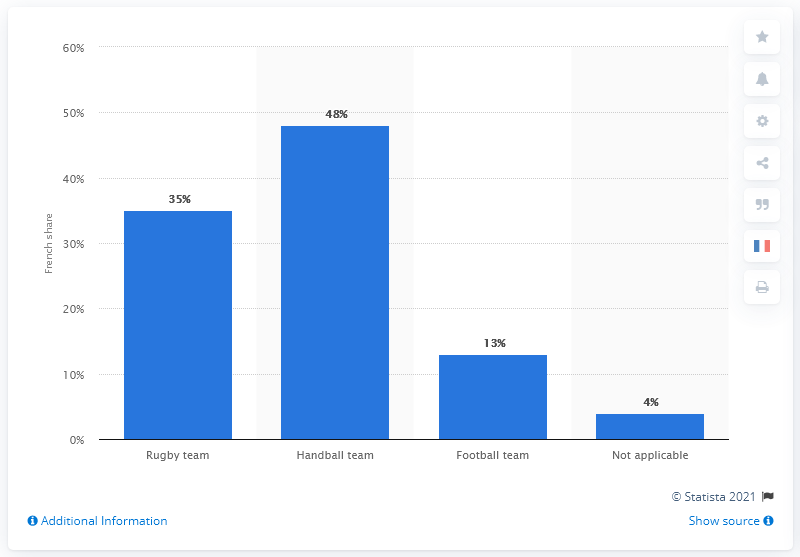 60%
50%
40%
30%
20%
10%
0%
French share
35%
48%
13%
4%
Rugby team
Handball team
Football team
Not applicable
© Statista 2021
Additional Information
Show source